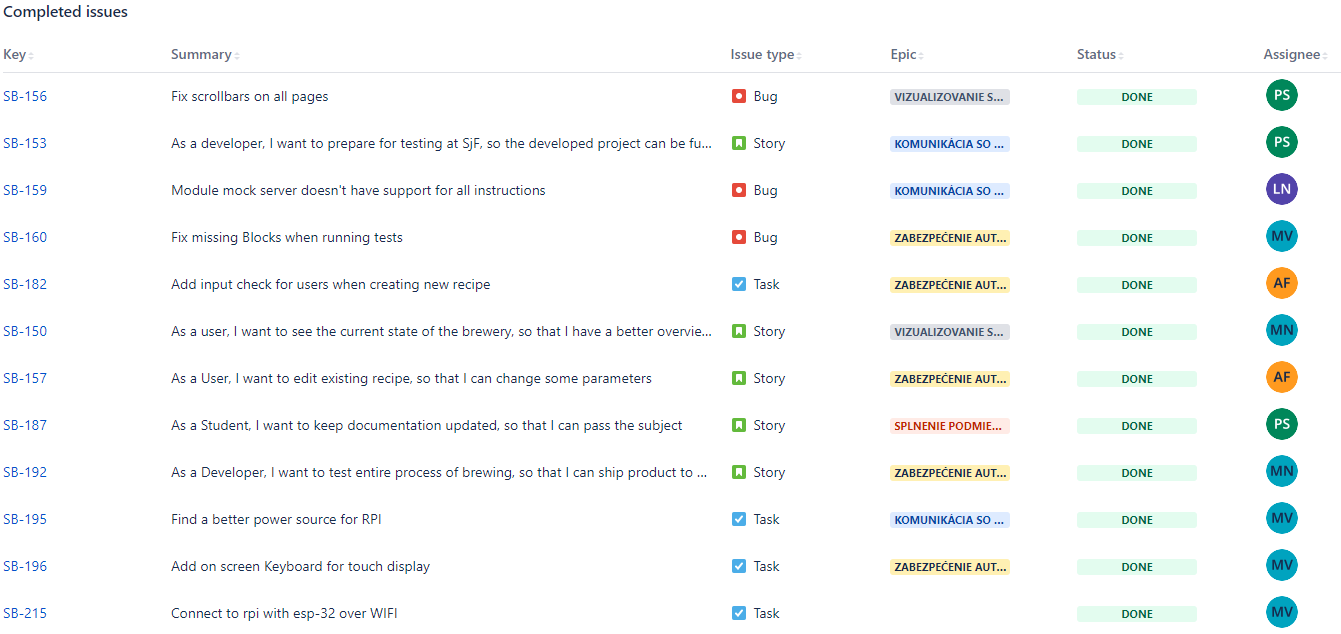 Completed issues
Key Summary Issue type Epic Status Assignee
SB-156 Fix scrollbars on all pages Bug VIZUALIZOVANIE S... DONE PS
SB-153 As a developer, I want to prepare for testing at SjF, so the developed project can be fu... Story KOMUNIKÁCIA SO ... DONE PS
SB-159 Module mock server doesn't have support for all instructions Bug KOMUNIKÁCIA SO ... DONE LN
SB-160 Fix missing Blocks when running tests Bug ZABEZPEČENIE AUT... DONE MV
SB-182 Add input check for users when creating new recipe Task ZABEZPEČENIE AUT... DONE AF
SB-150 As a user, I want to see the current state of the brewery, so that I have a better overvie... Story VIZUALIZOVANIE S... DONE MN
SB-157 As a User, I want to edit existing recipe, so that I can change some parameters Story ZABEZPEČENIE AUT... DONE AF
SB-187 As a Student, I want to keep documentation updated, so that I can pass the subject Story SPLNENIE PODMIE... DONE PS
SB-192 As a Developer, I want to test entire process of brewing, so that I can ship product to ... Story ZABEZPEČENIE AUT... DONE MN
SB-195 Find a better power source for RPI Task KOMUNIKÁCIA SO ... DONE MV
SB-196 Add on screen Keyboard for touch display Task ZABEZPEČENIE AUT... DONE MV
SB-215 Connect to rpi with esp-32 over WIFI Task DONE MV